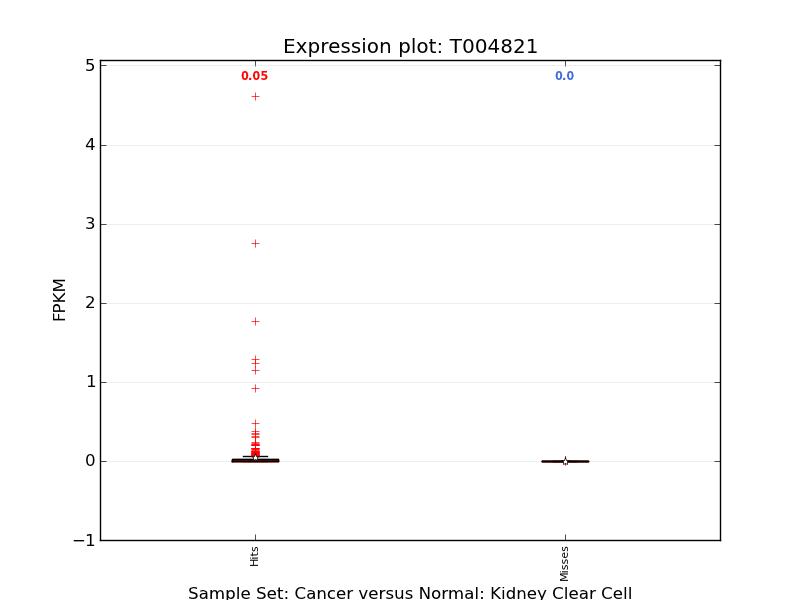 Expression plot: T004821
0.05
0.0
5
4
3
2
1
0
−1
FPKM
Hits
Misses
Sample Set: Cancer versus Normal: Kidney Clear Cell